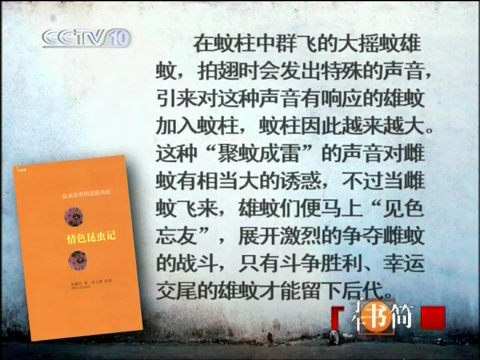 CCTV 10
在蚊柱中群飞的大摇蚊雄
蚊，拍翅时会发出特殊的声音，
引来对这种声音有响应的雄蚊
加入蚊柱，蚊柱因此越来越大。
这种“聚蚊成雷”的声音对雌
蚊有相当大的诱惑，不过当雌
蚊飞来，雄蚊们便马上“见色
忘友”，展开激烈的争夺雌蚊
的战斗，只有斗争胜利、幸运
交尾的雄蚊才能留下后代。
情色昆虫记
书简